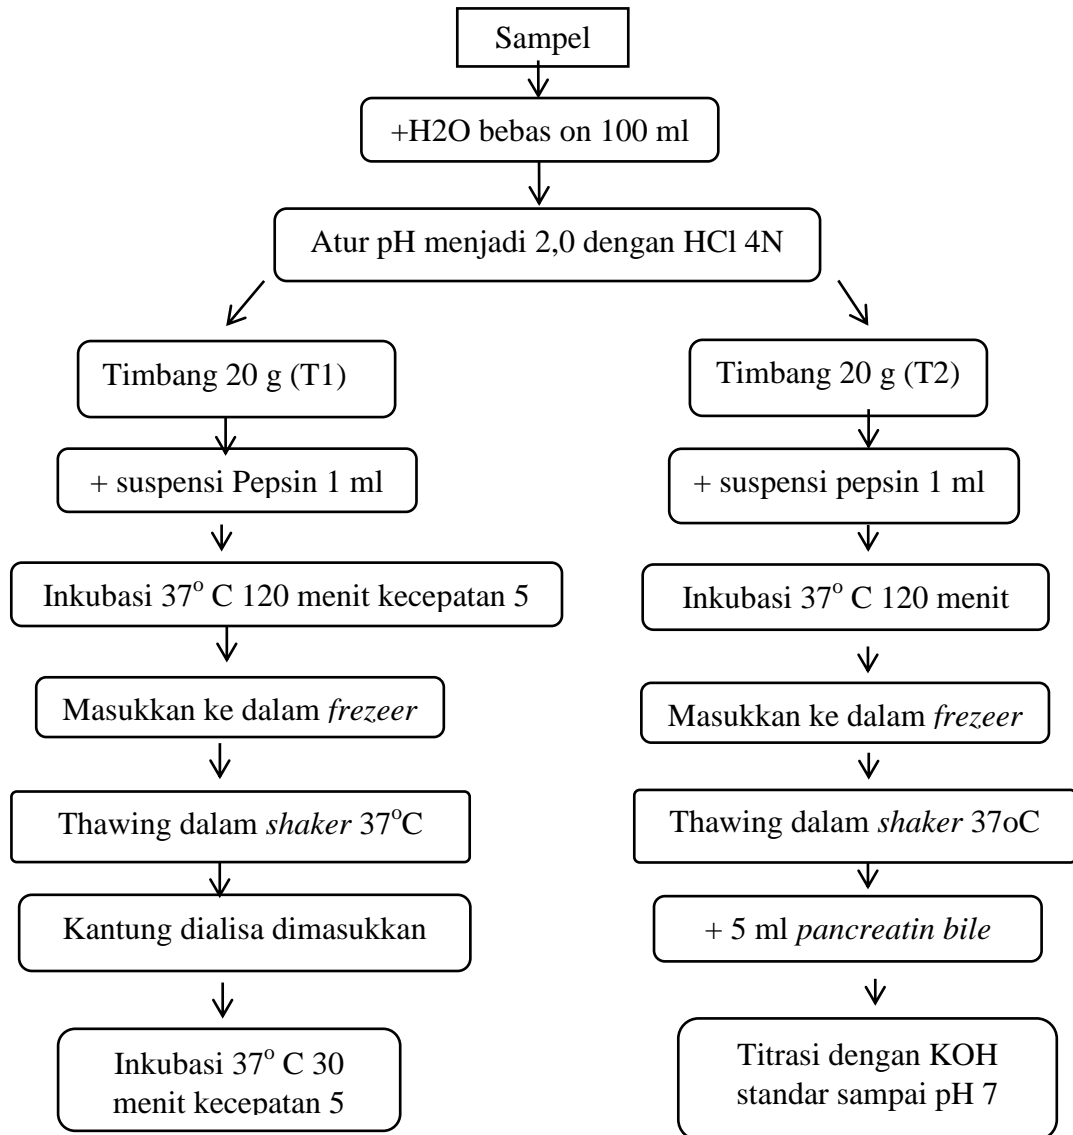 Sampel
+H2O bebas on 100 ml
Atur pH menjadi 2,0 dengan HCl 4N
Timbang 20 g (T1)
+ suspensi Pepsin 1 ml
Inkubasi 37° C 120 menit kecepatan 5
Masukkan ke dalam frezeer
Thawing dalam shaker 37°C
Kantung dialisa dimasukkan
Inkubasi 37° C 30
menit kecepatan 5
Timbang 20 g (T2)
+ suspensi pepsin 1 ml
Inkubasi 37° C 120 menit
Masukkan ke dalam frezeer
Thawing dalam shaker 37oC
+ 5 ml pancreatin bile
Titrasi dengan KOH
standar sampai pH 7